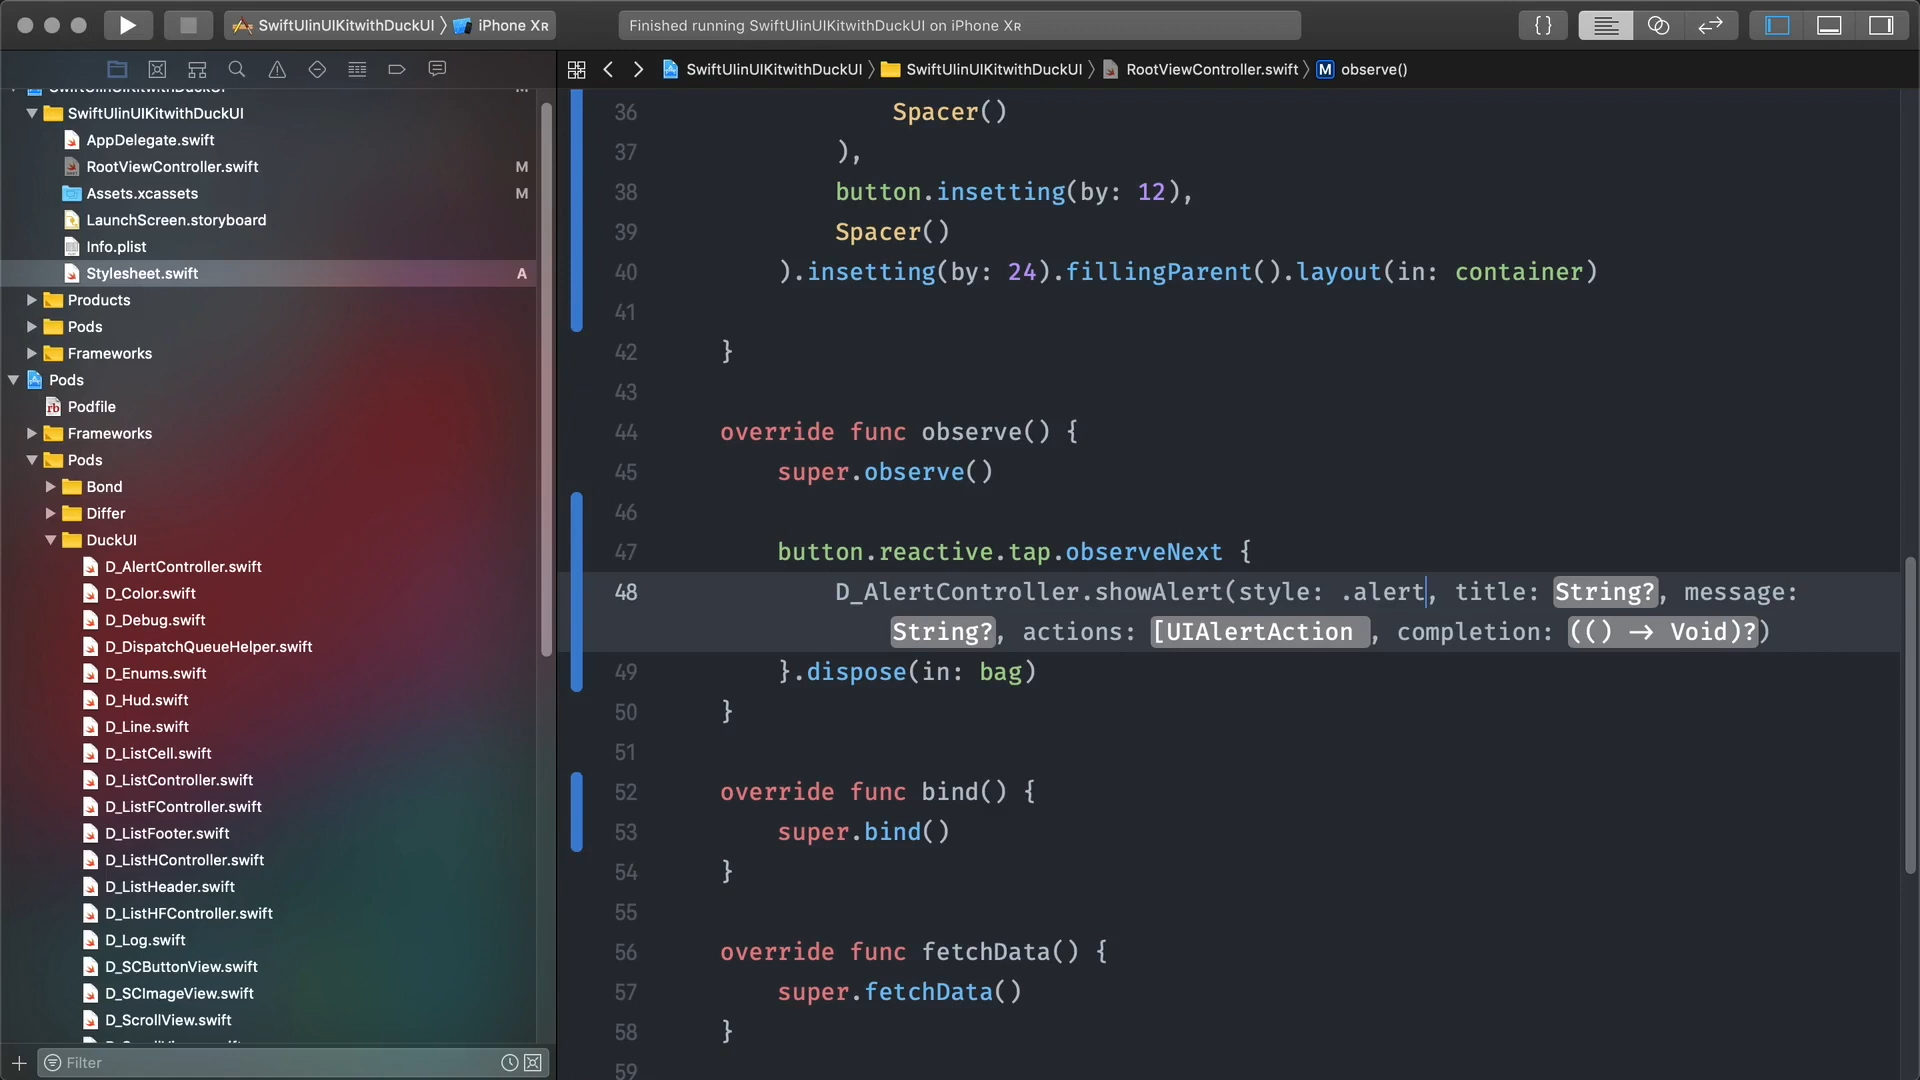 SwiftUIinUIKitwithDuckUI
iPhone XR
Finished running SwiftUIinUIKitwithDuckUI on iPhone XR
{ }
SwiftUIinUIKitwithDuckUI
M
SwiftUIinUIKitwithDuckUI
AppDelegate.swift
RootViewController.swift
M
Assets.xcassets
M
LaunchScreen.storyboard
Info.plist
Stylesheet.swift
A
Products
Pods
Frameworks
Pods
Podfile
Frameworks
Pods
Bond
Differ
DuckUI
D_AlertController.swift
D_Color.swift
D_Debug.swift
D_DispatchQueueHelper.swift
D_Enums.swift
D_Hud.swift
D_Line.swift
D_ListCell.swift
D_ListController.swift
D_ListFController.swift
D_ListFooter.swift
D_ListHController.swift
D_ListHeader.swift
D_ListHFController.swift
D_Log.swift
D_SCButtonView.swift
D_SCImageView.swift
D_ScrollView.swift
Filter
SwiftUIinUIKitwithDuckUI
SwiftUIinUIKitwithDuckUI
RootViewController.swift
M observe()
36 Spacer()
37 ),
38 button.insetting(by: 12),
39 Spacer()
40 ).insetting(by: 24).fillingParent().layout(in: container)
41
42 }
43
44 override func observe() {
45 super.observe()
46
47 button.reactive.tap.observeNext {
48 D_AlertController.showAlert(style: .alert, title: String?, message:
String?, actions: [UIAlertAction , completion: (() -> Void)?)
49 }.dispose(in: bag)
50 }
51
52 override func bind() {
53 super.bind()
54 }
55
56 override func fetchData() {
57 super.fetchData()
58 }
59